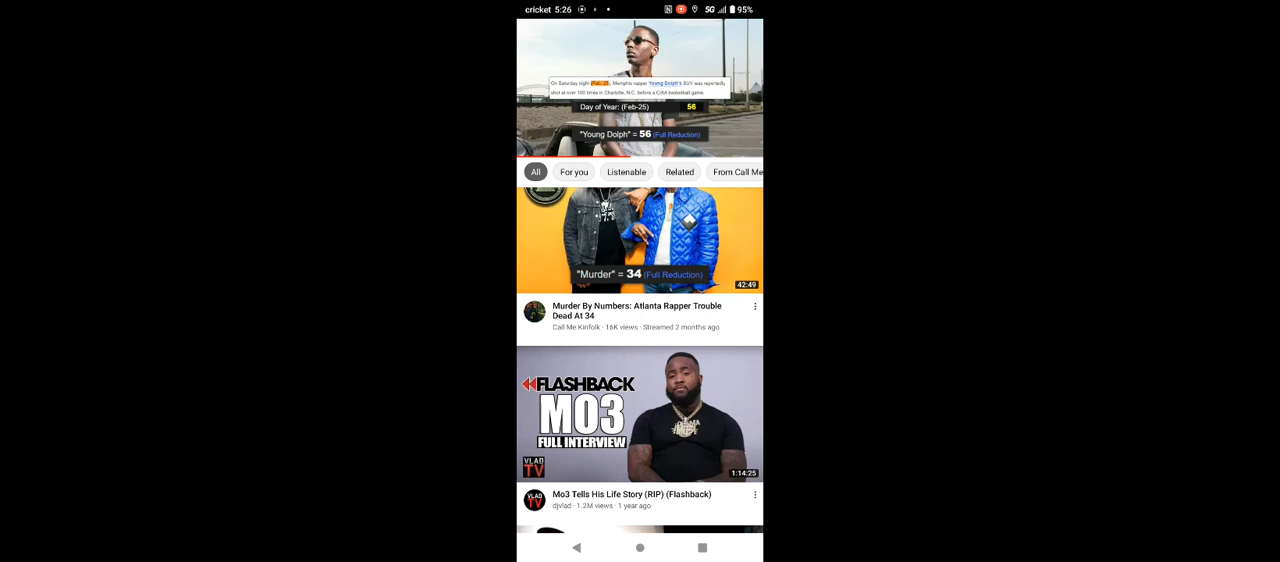 cricket 5:26
5G 95%
On Saturday night (Feb. 25), Memphis rapper Young Dolph's SUV was reportedly
shot at over 100 times in Charlotte, N.C. before a CIAA basketball game.
Day of Year: (Feb-25) 56
"Young Dolph" = 56 (Full Reduction)
All
For you
Listenable
Related
From Call Me
"Murder" = 34 (Full Reduction)
42:49
Murder By Numbers: Atlanta Rapper Trouble
Dead At 34
Call Me Kinfolk · 16K views · Streamed 2 months ago
FLASHBACK
MO3
FULL INTERVIEW
VLAD
TV
1:14:25
VLAD
TV
Mo3 Tells His Life Story (RIP) (Flashback)
djvlad · 1.2M views · 1 year ago